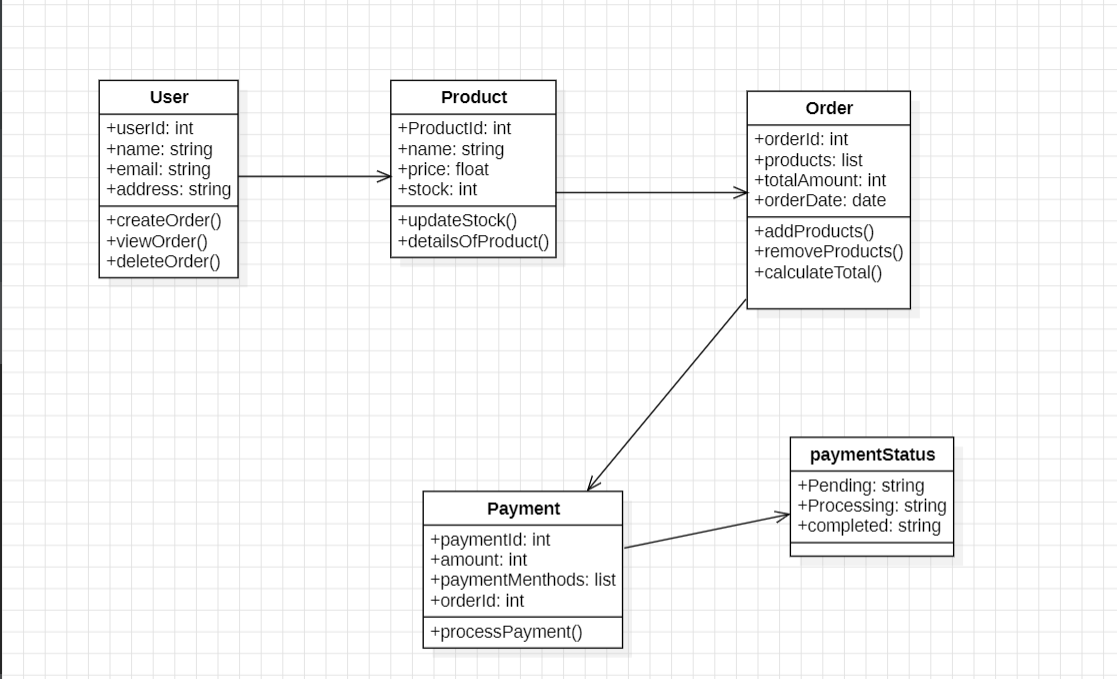 User
+userId: int
+name: string
+email: string
+address: string
+createOrder()
+viewOrder()
+deleteOrder()
Product
+ProductId: int
+name: string
+price: float
+stock: int
+updateStock()
+detailsOfProduct()
Order
+orderId: int
+products: list
+totalAmount: int
+orderDate: date
+addProducts()
+removeProducts()
+calculateTotal()
Payment
+paymentId: int
+amount: int
+paymentMenthods: list
+orderId: int
+processPayment()
paymentStatus
+Pending: string
+Processing: string
+completed: string